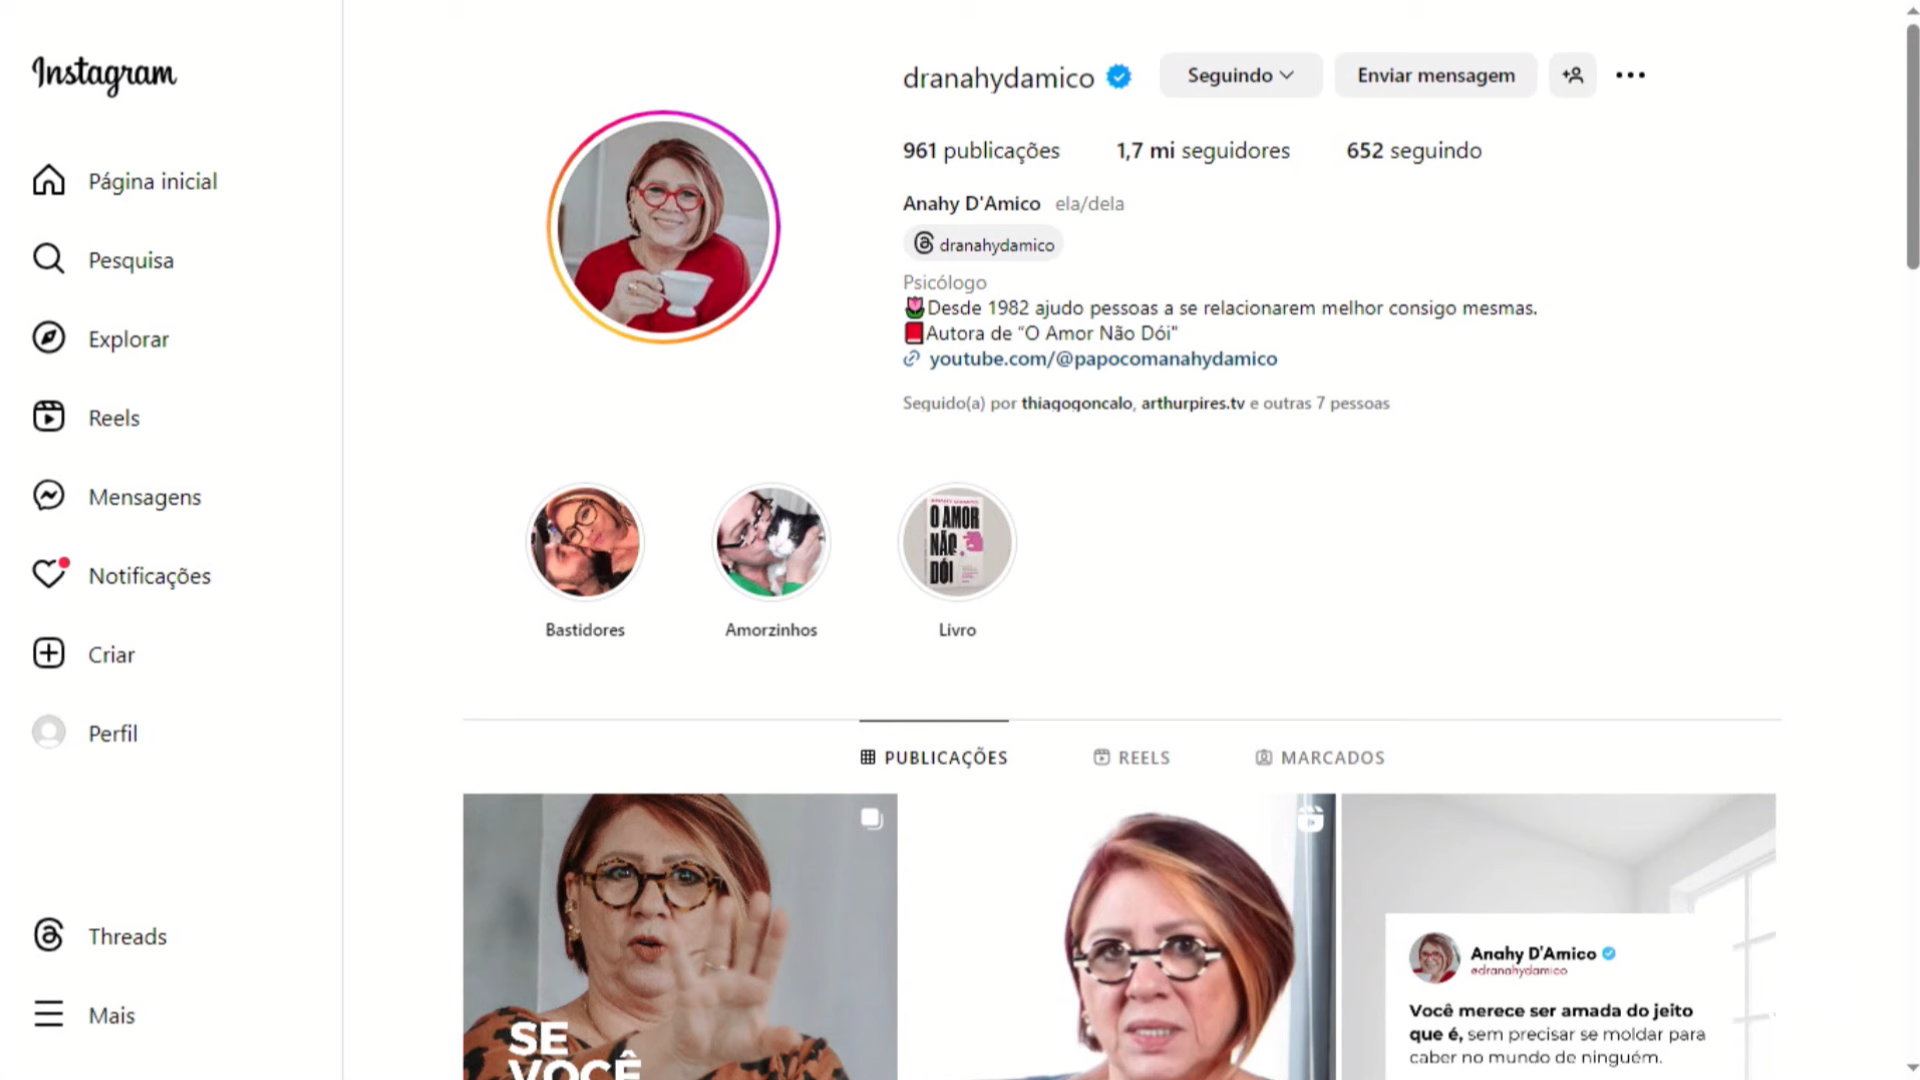 Instagram
Página inicial
Pesquisa
Explorar
Reels
Mensagens
Notificações
Criar
Perfil
Threads
Mais
dranahydamico
Seguindo
Enviar mensagem
961 publicações
1,7 mi seguidores
652 seguindo
Anahy D'Amico ela/dela
dranahydamico
Psicólogo
🌷Desde 1982 ajudo pessoas a se relacionarem melhor consigo mesmas.
📕Autora de "O Amor Não Dói"
youtube.com/@papocomanahydamico
Seguido(a) por thiagogoncalo, arthurpires.tv e outras 7 pessoas
O AMOR
NÃO
DÓI
Bastidores
Amorzinhos
Livro
PUBLICAÇÕES
REELS
MARCADOS
SE
VOCÊ
Anahy D'Amico
@dranahydamico
Você merece ser amada do jeito
que é, sem precisar se moldar para
caber no mundo de ninguém.